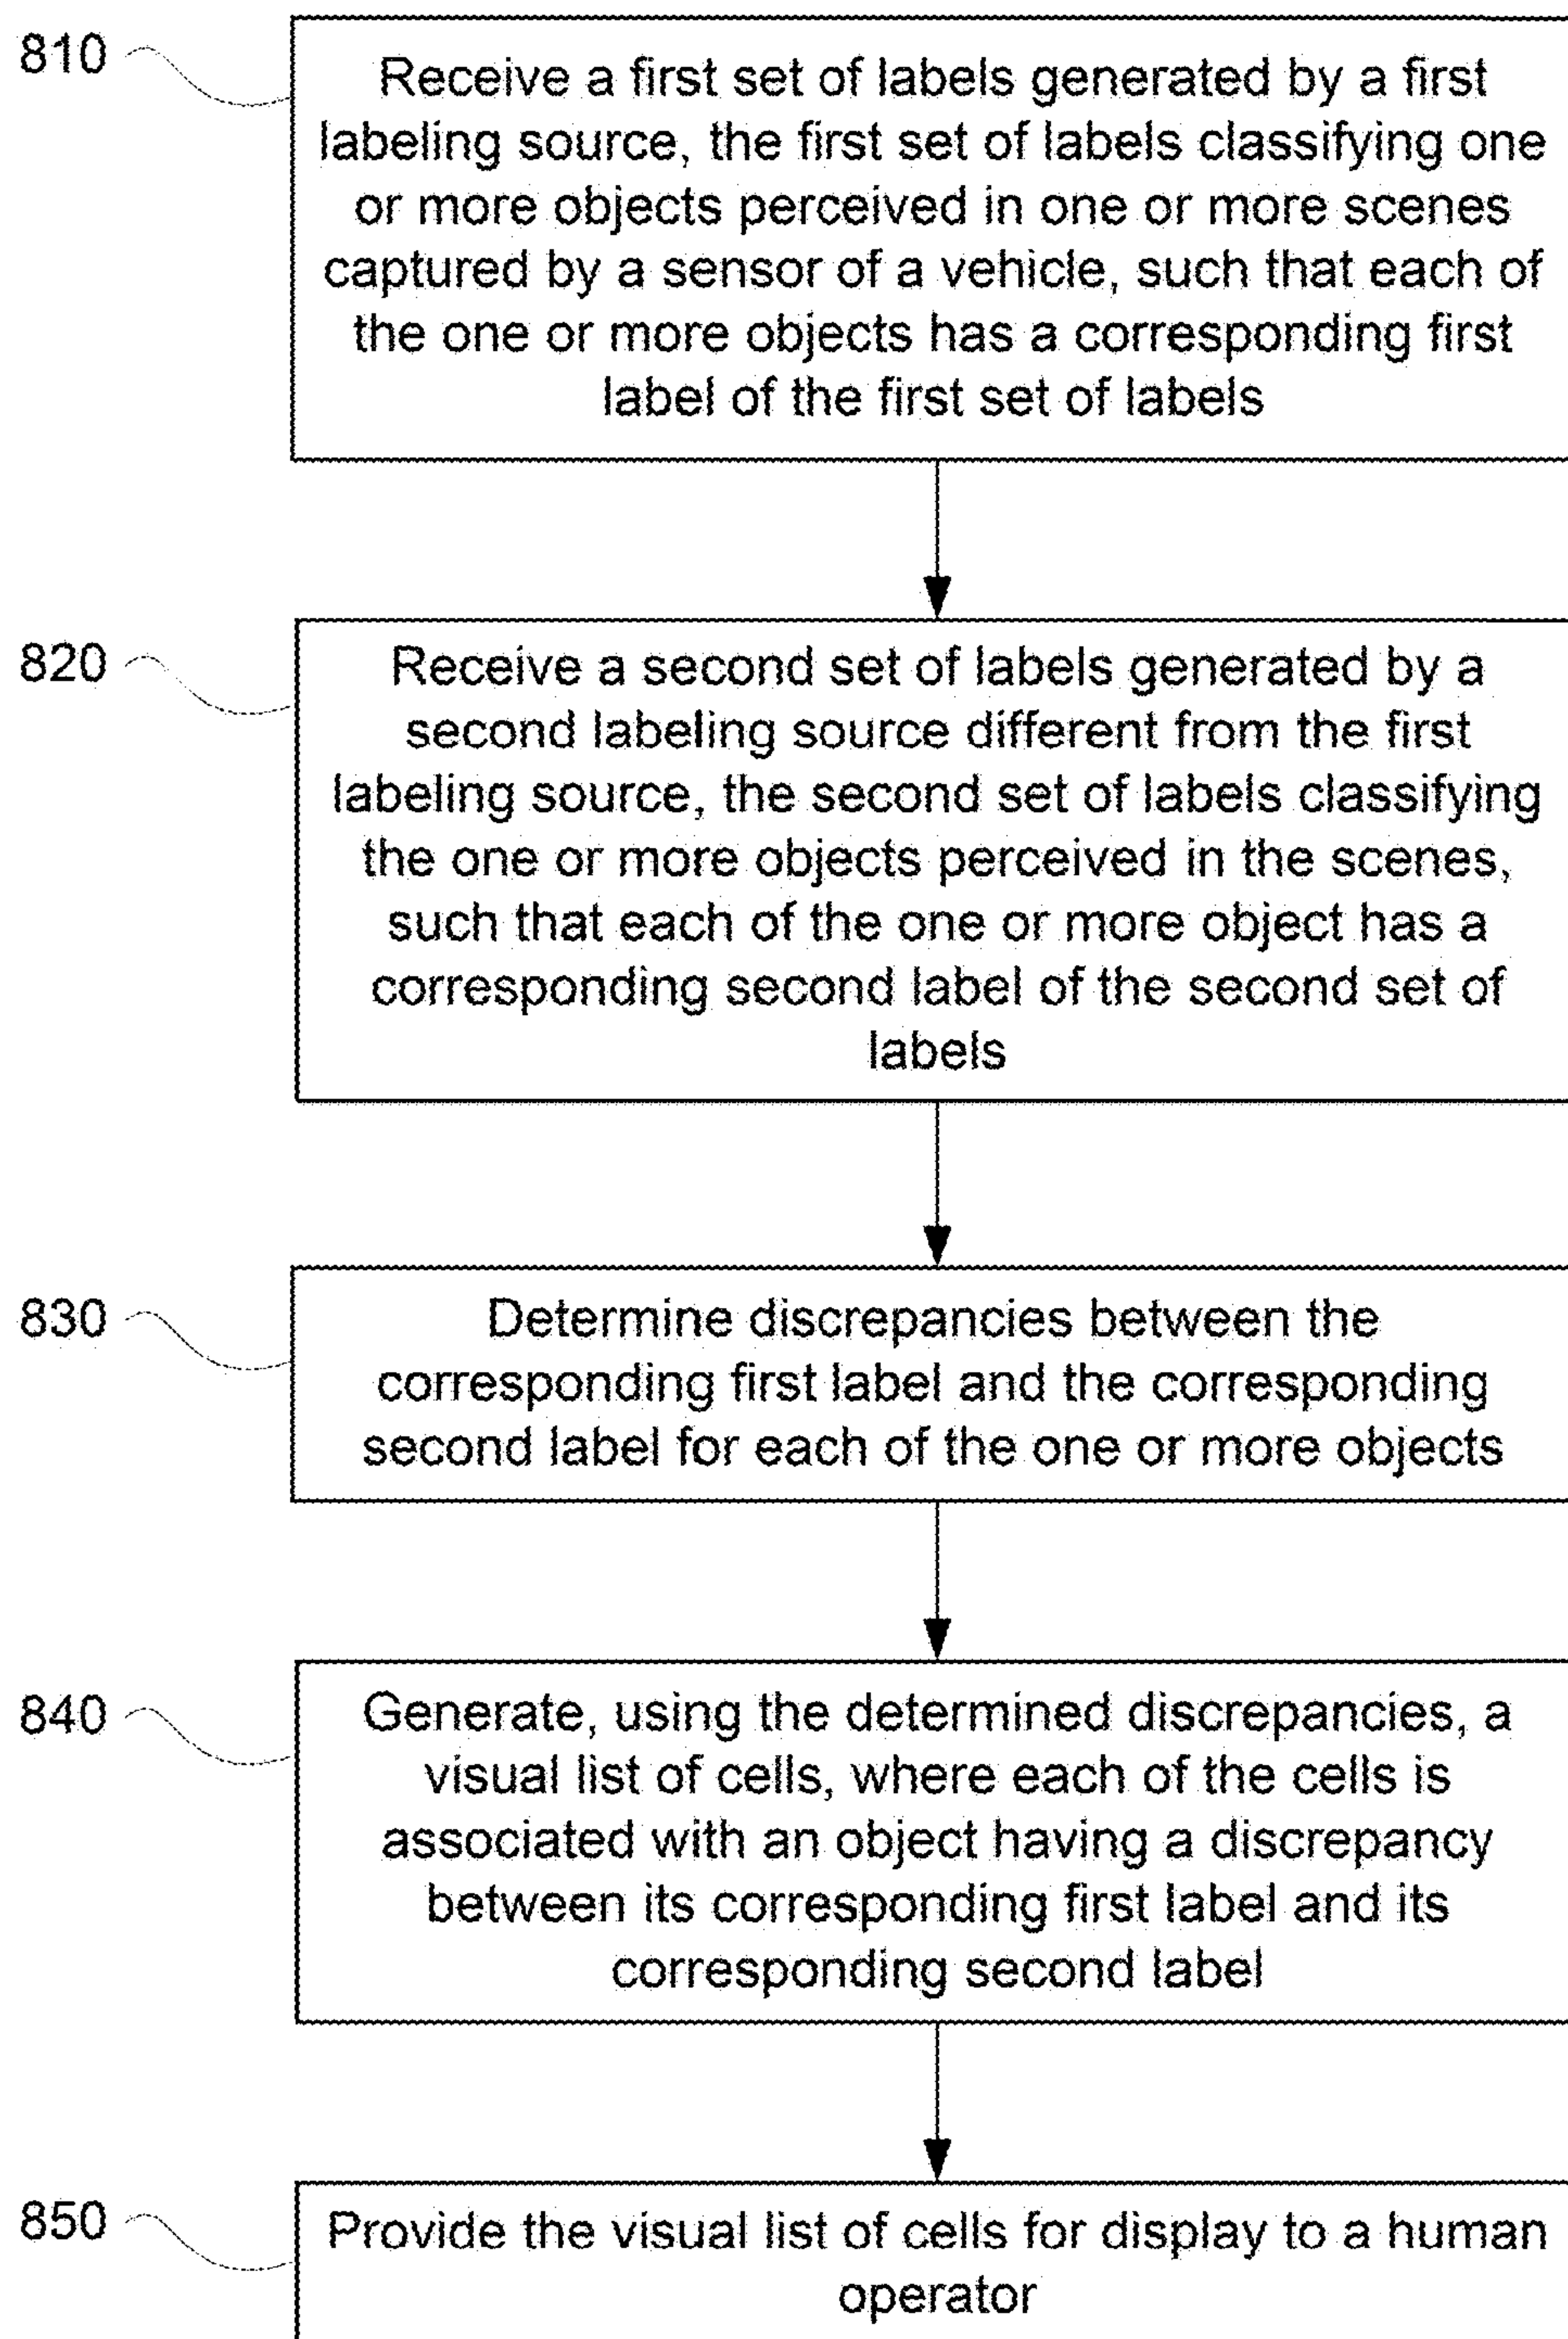 810
Receive a first set of labels generated by a first
labeling source, the first set of labels classifying one
or more objects perceived in one or more scenes
captured by a sensor of a vehicle, such that each of
the one or more objects has a corresponding first
label of the first set of labels
820
Receive a second set of labels generated by a
second labeling source different from the first
labeling source, the second set of labels classifying
the one or more objects perceived in the scenes,
such that each of the one or more object has a
corresponding second label of the second set of
labels
830
Determine discrepancies between the
corresponding first label and the corresponding
second label for each of the one or more objects
840
Generate, using the determined discrepancies, a
visual list of cells, where each of the cells is
associated with an object having a discrepancy
between its corresponding first label and its
corresponding second label
850
Provide the visual list of cells for display to a human
operator